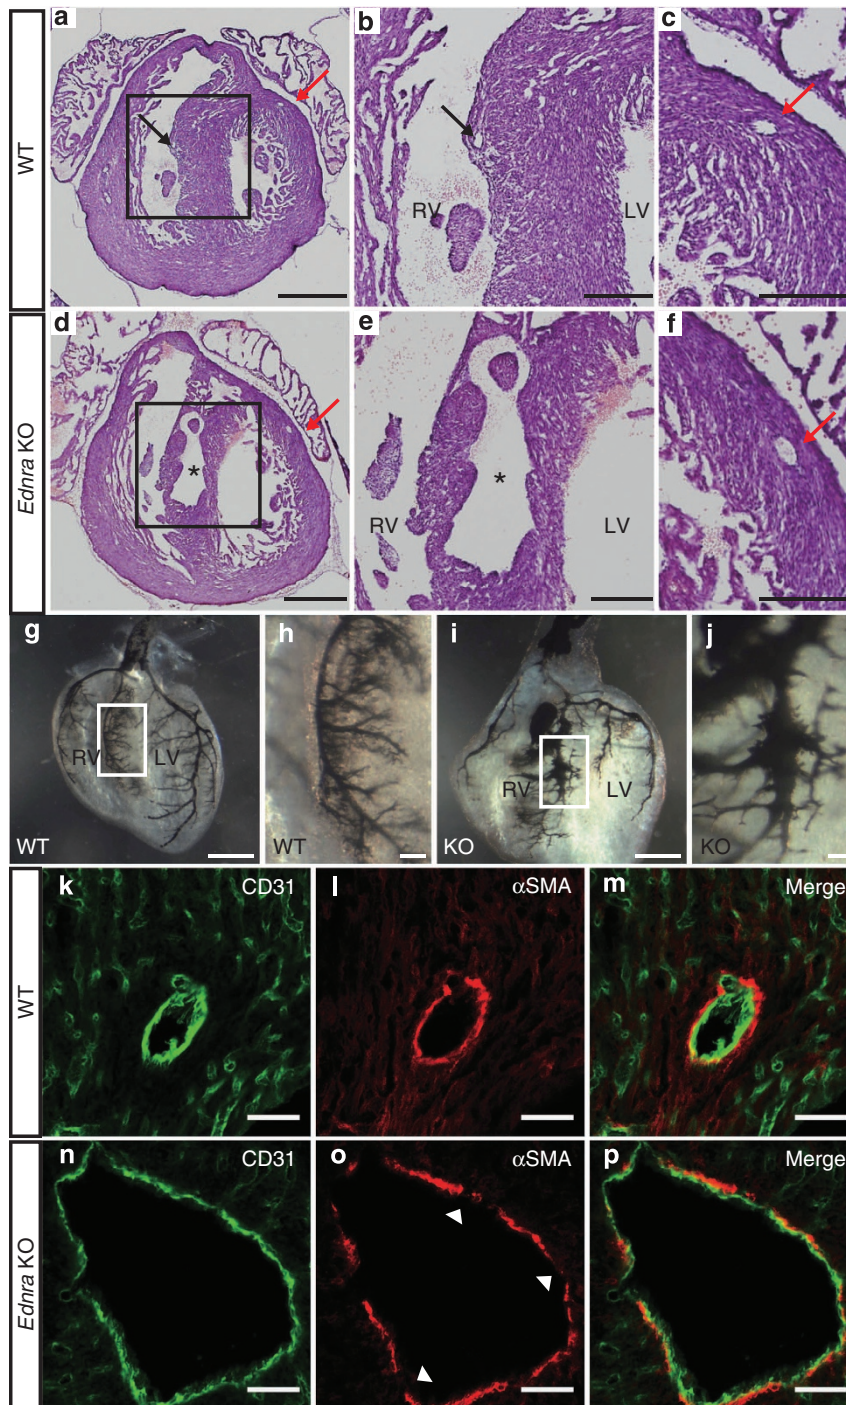 WT
a
b
RV
LV
c
Ednra KO
d
*
e
*
RV
LV
f
g
RV
LV
WT
h
WT
i
RV
LV
KO
j
KO
WT
k
CD31
l
αSMA
m
Merge
Ednra KO
n
CD31
o
αSMA
p
Merge